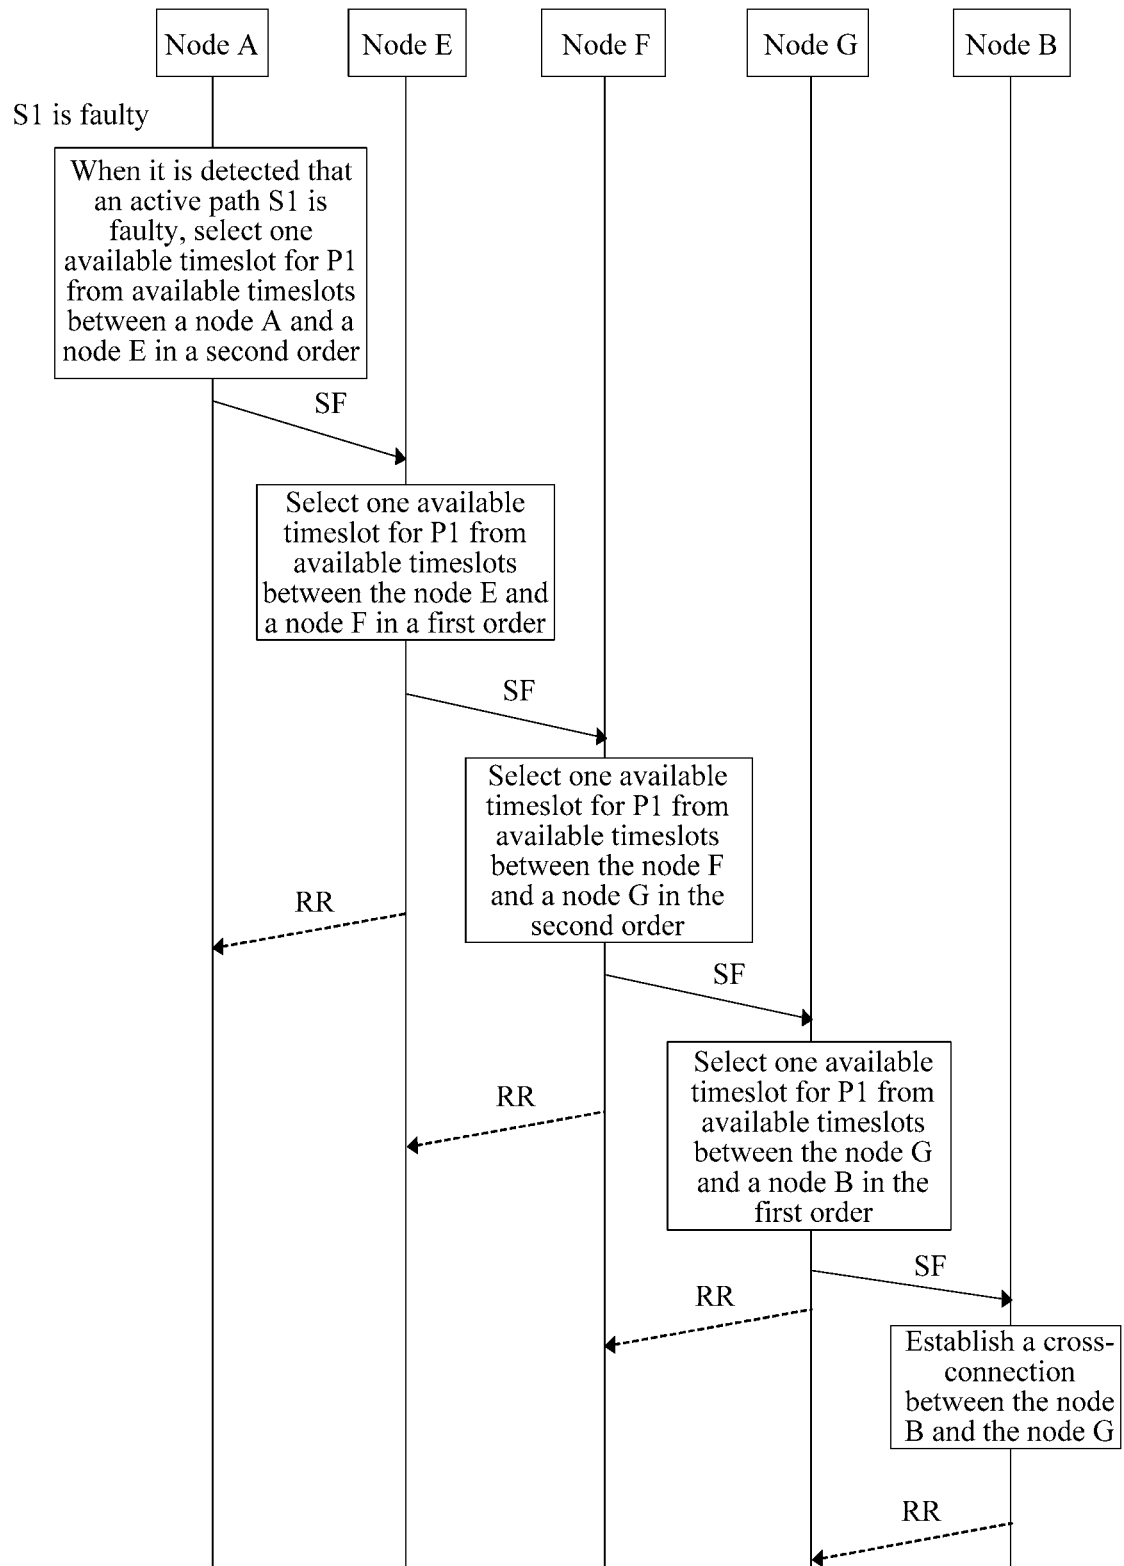 Node A
Node E
Node F
Node G
Node B
S1 is faulty
When it is detected that
an active path S1 is
faulty, select one
available timeslot for P1
from available timeslots
between a node A and a
node E in a second order
SF
Select one available
timeslot for P1 from
available timeslots
between the node E and
a node F in a first order
SF
Select one available
timeslot for P1 from
available timeslots
between the node F
and a node G in the
second order
RR
SF
Select one available
timeslot for P1 from
available timeslots
between the node G
and a node B in the
first order
RR
SF
RR
Establish a cross-
connection
between the node
B and the node G
RR